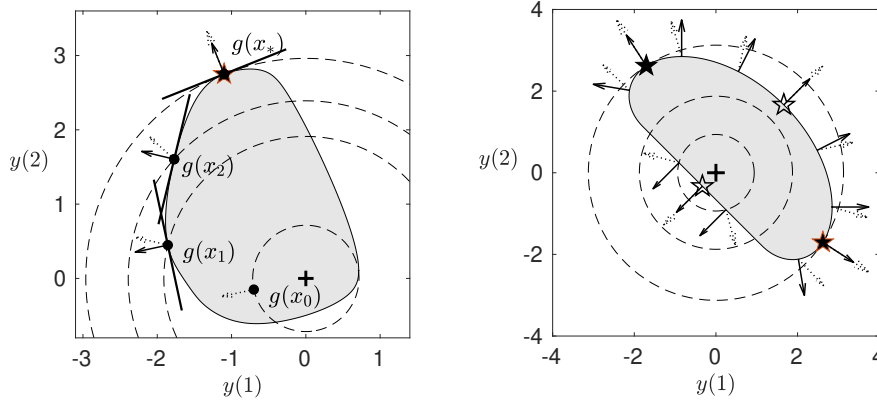 3
2
1
0
-3
-2
-1
0
1
y(1)
y(2)
g(x_*)
g(x_2)
g(x_1)
g(x_0)
4
2
0
-2
-4
-4
-2
0
2
4
y(1)
y(2)